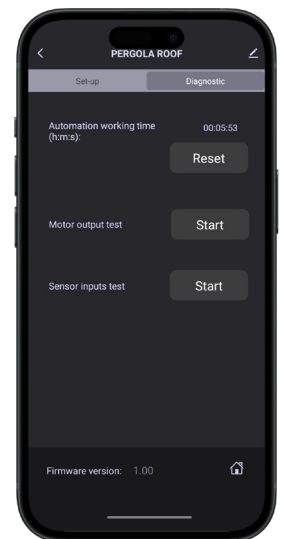 PERGOLA ROOF
Set-up Diagnostic
Automation working time
(h:m:s): 00:05:53
Reset
Motor output test Start
Sensor inputs test Start
Firmware version: 1.00